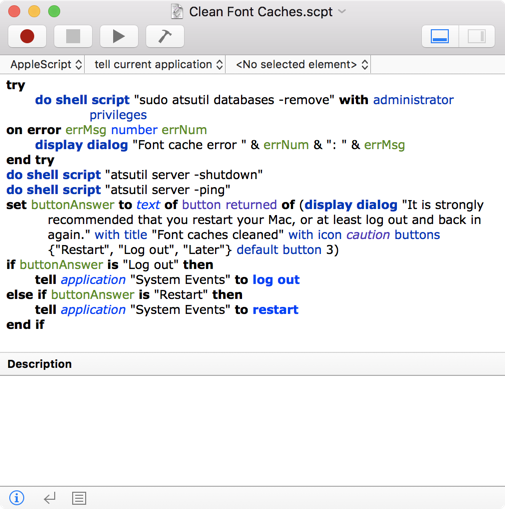 Clean Font Caches.scpt
AppleScript
tell current application
<No selected element>
try
do shell script "sudo atsutil databases -remove" with administrator
privileges
on error errMsg number errNum
display dialog "Font cache error " & errNum & ": " & errMsg
end try
do shell script "atsutil server -shutdown"
do shell script "atsutil server -ping"
set buttonAnswer to text of button returned of (display dialog "It is strongly
recommended that you restart your Mac, or at least log out and back in
again." with title "Font caches cleaned" with icon caution buttons
{"Restart", "Log out", "Later"} default button 3)
if buttonAnswer is "Log out" then
tell application "System Events" to log out
else if buttonAnswer is "Restart" then
tell application "System Events" to restart
end if
Description